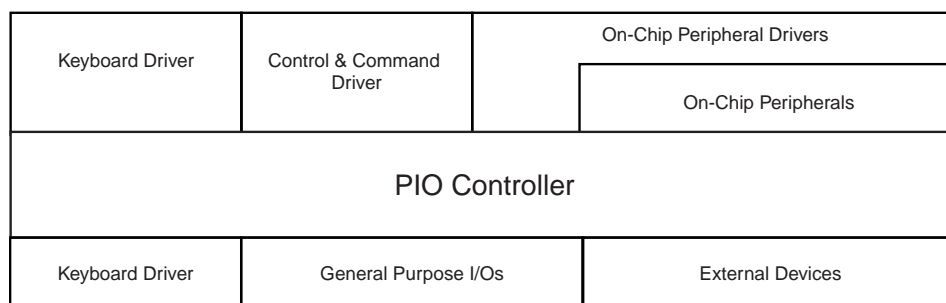 On-Chip Peripheral Drivers
Keyboard Driver
Control & Command
Driver
On-Chip Peripherals
PIO Controller
Keyboard Driver
General Purpose I/Os
External Devices